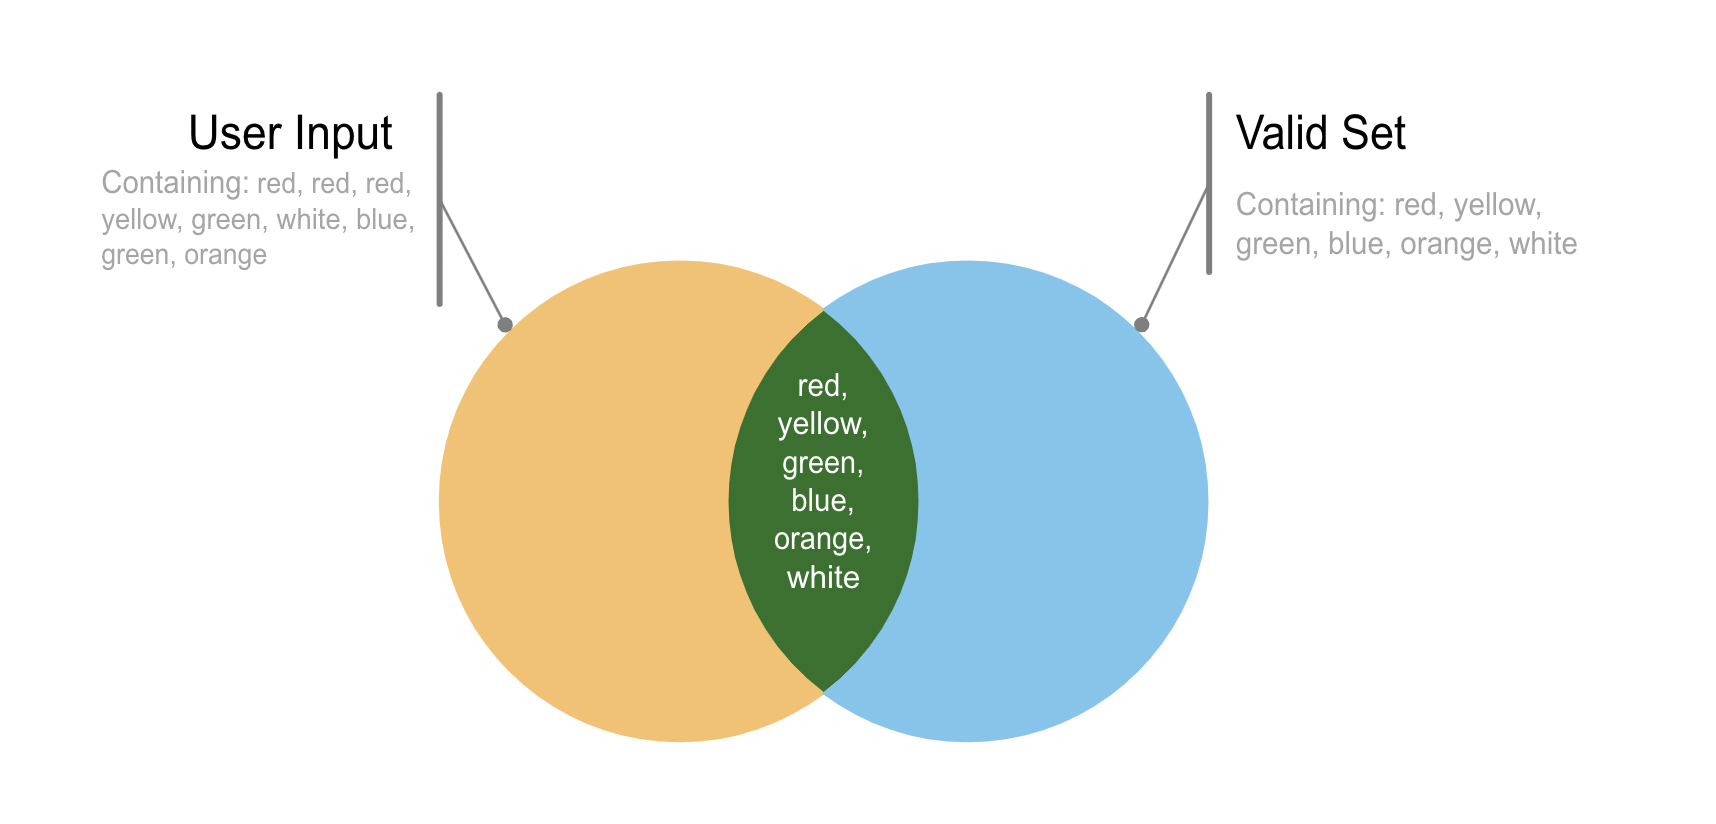 User Input
Containing: red, red, red,
yellow, green, white, blue,
green, orange
Valid Set
Containing: red, yellow,
green, blue, orange, white
red,
yellow,
green,
blue,
orange,
white